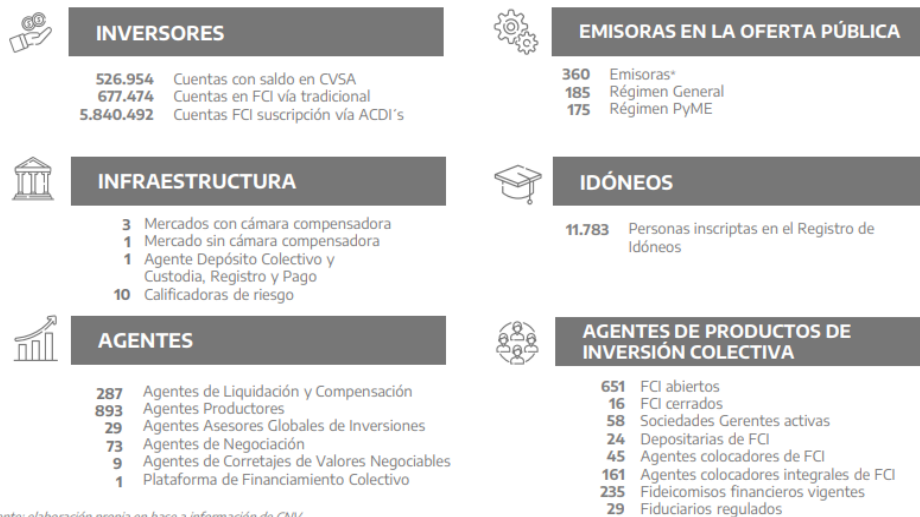 INVERSORES
526.954 Cuentas con saldo en CVSA
677.474 Cuentas en FCI vía tradicional
5.840.492 Cuentas FCI suscripción vía ACDI´s
EMISORAS EN LA OFERTA PÚBLICA
360 Emisoras*
185 Régimen General
175 Régimen PyME
INFRAESTRUCTURA
3 Mercados con cámara compensadora
1 Mercado sin cámara compensadora
1 Agente Depósito Colectivo y
Custodia, Registro y Pago
10 Calificadoras de riesgo
IDÓNEOS
11.783 Personas inscriptas en el Registro de
Idóneos
AGENTES
287 Agentes de Liquidación y Compensación
893 Agentes Productores
29 Agentes Asesores Globales de Inversiones
73 Agentes de Negociación
9 Agentes de Corretajes de Valores Negociables
1 Plataforma de Financiamiento Colectivo
AGENTES DE PRODUCTOS DE
INVERSIÓN COLECTIVA
651 FCI abiertos
16 FCI cerrados
58 Sociedades Gerentes activas
24 Depositarias de FCI
45 Agentes colocadores de FCI
161 Agentes colocadores integrales de FCI
235 Fideicomisos financieros vigentes
29 Fiduciarios regulados
elaboración propia en base a información de CNV